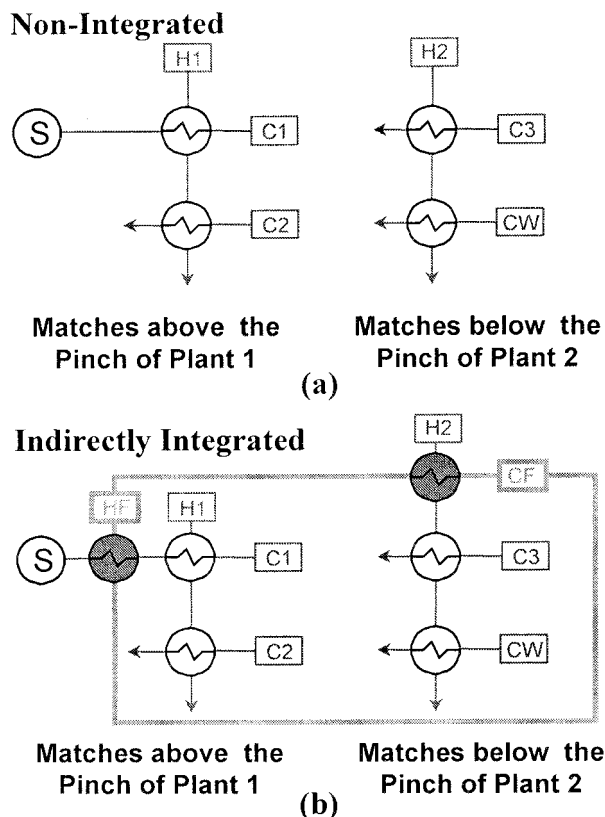 Non-Integrated
H1
H2
S
C1
C3
C2
CW
Matches above the
Pinch of Plant 1
Matches below the
Pinch of Plant 2
(a)
Indirectly Integrated
H2
HF
H1
CF
S
C1
C3
C2
CW
Matches above the
Pinch of Plant 1
Matches below the
Pinch of Plant 2
(b)